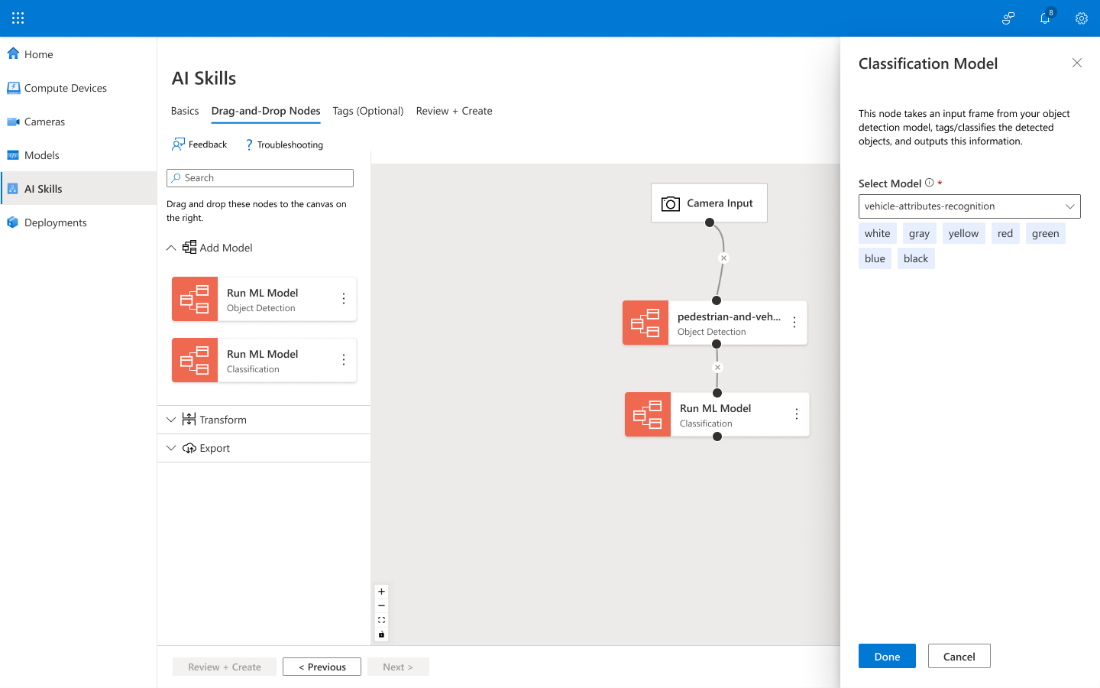 8
Home
Compute Devices
Cameras
Models
AI Skills
Deployments
AI Skills
Basics
Drag-and-Drop Nodes
Tags (Optional)
Review + Create
Feedback
? Troubleshooting
Search
Drag and drop these nodes to the canvas on
the right.
Add Model
Run ML Model
Object Detection
Run ML Model
Classification
Transform
Export
Camera Input
pedestrian-and-veh...
Object Detection
Run ML Model
Classification
Review + Create
< Previous
Next >
Classification Model
This node takes an input frame from your object
detection model, tags/classifies the detected
objects, and outputs this information.
Select Model *
vehicle-attributes-recognition
white gray yellow red green
blue black
Done
Cancel